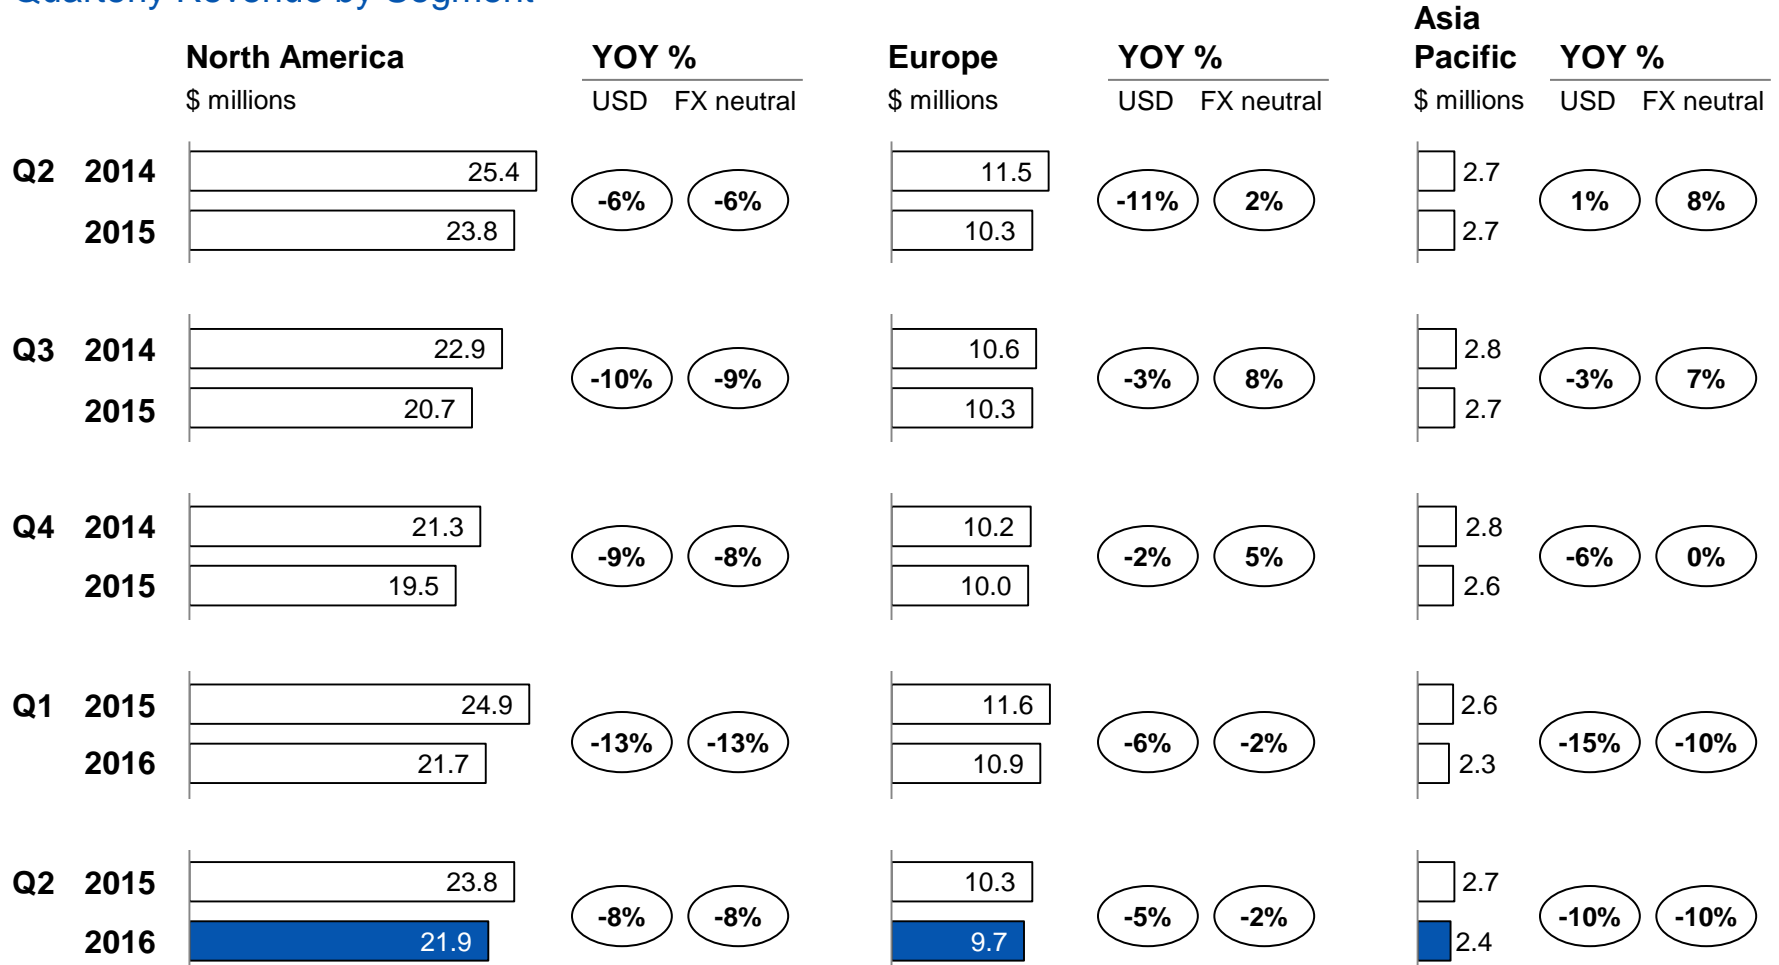 Quarterly Revenue by Segment
North America YOY % Europe YOY % Asia Pacific YOY %
$ millions USD FX neutral $ millions USD FX neutral $ millions USD FX neutral
Q2 2014 25.4 11.5 2.7
-6% -6% -11% 2% 1% 8%
2015 23.8 10.3 2.7
Q3 2014 22.9 10.6 2.8
-10% -9% -3% 8% -3% 7%
2015 20.7 10.3 2.7
Q4 2014 21.3 10.2 2.8
-9% -8% -2% 5% -6% 0%
2015 19.5 10.0 2.6
Q1 2015 24.9 11.6 2.6
-13% -13% -6% -2% -15% -10%
2016 21.7 10.9 2.3
Q2 2015 23.8 10.3 2.7
-8% -8% -5% -2% -10% -10%
2016 21.9 9.7 2.4